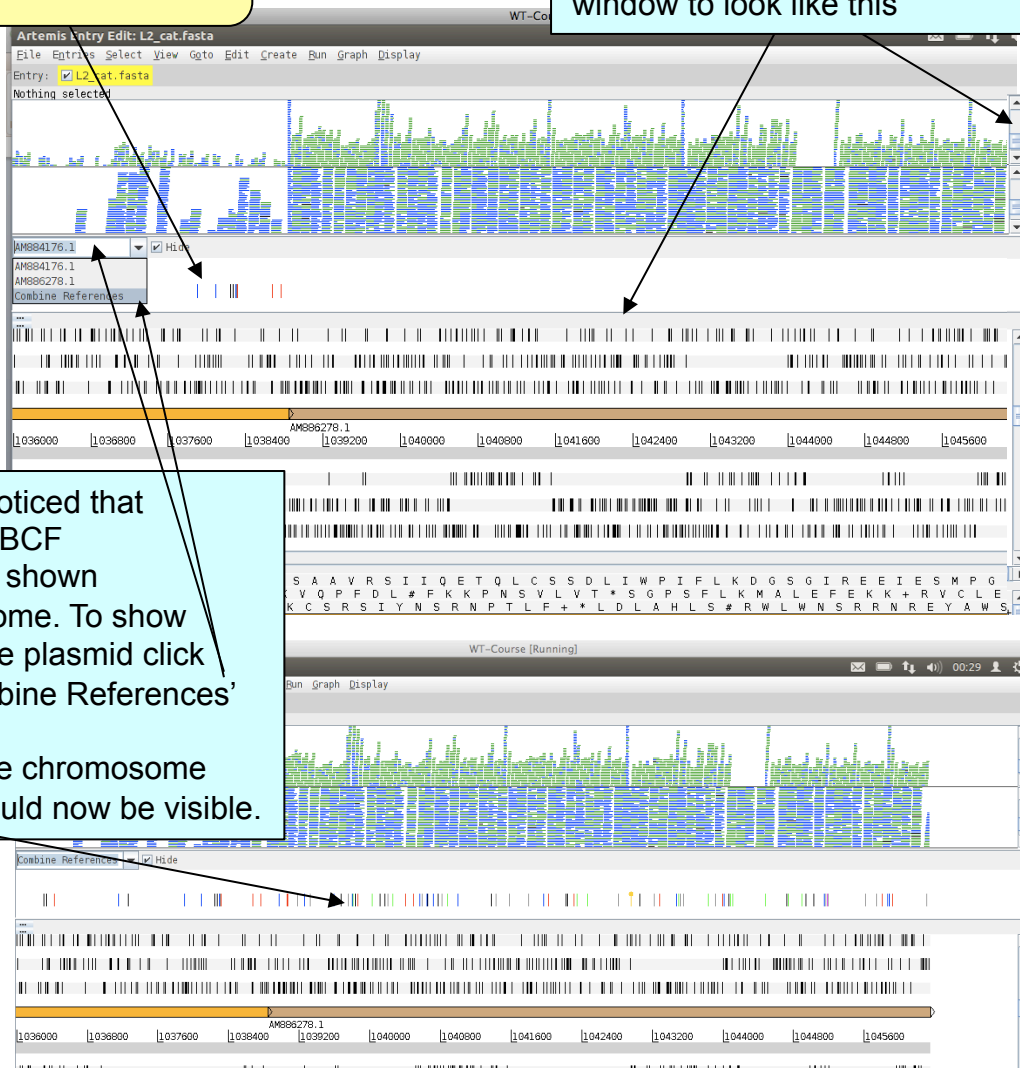 window to look like this
WT-Co
Artemis Entry Edit: L2_cat.fasta
File Entries Select View Goto Edit Create Run Graph Display
Entry: L2_cat.fasta
Nothing selected
AM884176.1 Hide
AM884176.1
AM886278.1
Combine References
AM886278.1
1036000 1036800 1037600 1038400 1039200 1040000 1040800 1041600 1042400 1043200 1044000 1044800 1045600
oticed that
BCF
shown
ome. To show
e plasmid click
bine References’
e chromosome
uld now be visible.
S A A V R S I I Q E T Q L C S S D L I W P I F L K D G S G I R E E I E S M P G
V Q P F D L # F K K P N S V L V T * S G P S F L K M A L E F E K K + R V C L E
K C S R S I Y N S R N P T L F + * L D L A H L S # R W L W N S R R N R E Y A W S
WT-Course [Running]
00:29
Run Graph Display
Combine References Hide
AM886278.1
1036000 1036800 1037600 1038400 1039200 1040000 1040800 1041600 1042400 1043200 1044000 1044800 1045600